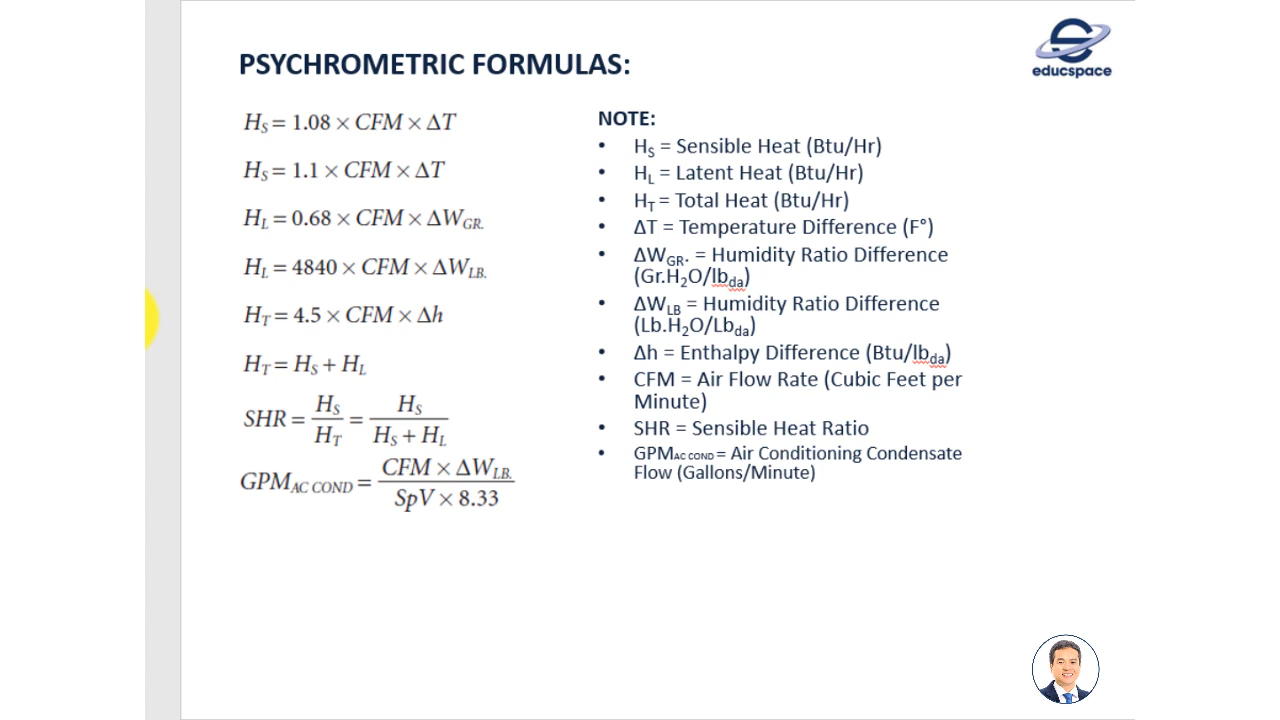 PSYCHROMETRIC FORMULAS:
educspace
H_S = 1.08 × CFM × ΔT
H_S = 1.1 × CFM × ΔT
H_L = 0.68 × CFM × ΔW_GR.
H_L = 4840 × CFM × ΔW_LB.
H_T = 4.5 × CFM × Δh
H_T = H_S + H_L
SHR = H_S / H_T = H_S / (H_S + H_L)
GPM_AC COND = (CFM × ΔW_LB.) / (SpV × 8.33)
NOTE:
• H_S = Sensible Heat (Btu/Hr)
• H_L = Latent Heat (Btu/Hr)
• H_T = Total Heat (Btu/Hr)
• ΔT = Temperature Difference (F°)
• ΔW_GR. = Humidity Ratio Difference
(Gr.H₂O/lb_da)
• ΔW_LB = Humidity Ratio Difference
(Lb.H₂O/Lb_da)
• Δh = Enthalpy Difference (Btu/lb_da)
• CFM = Air Flow Rate (Cubic Feet per
Minute)
• SHR = Sensible Heat Ratio
• GPM_AC COND = Air Conditioning Condensate
Flow (Gallons/Minute)